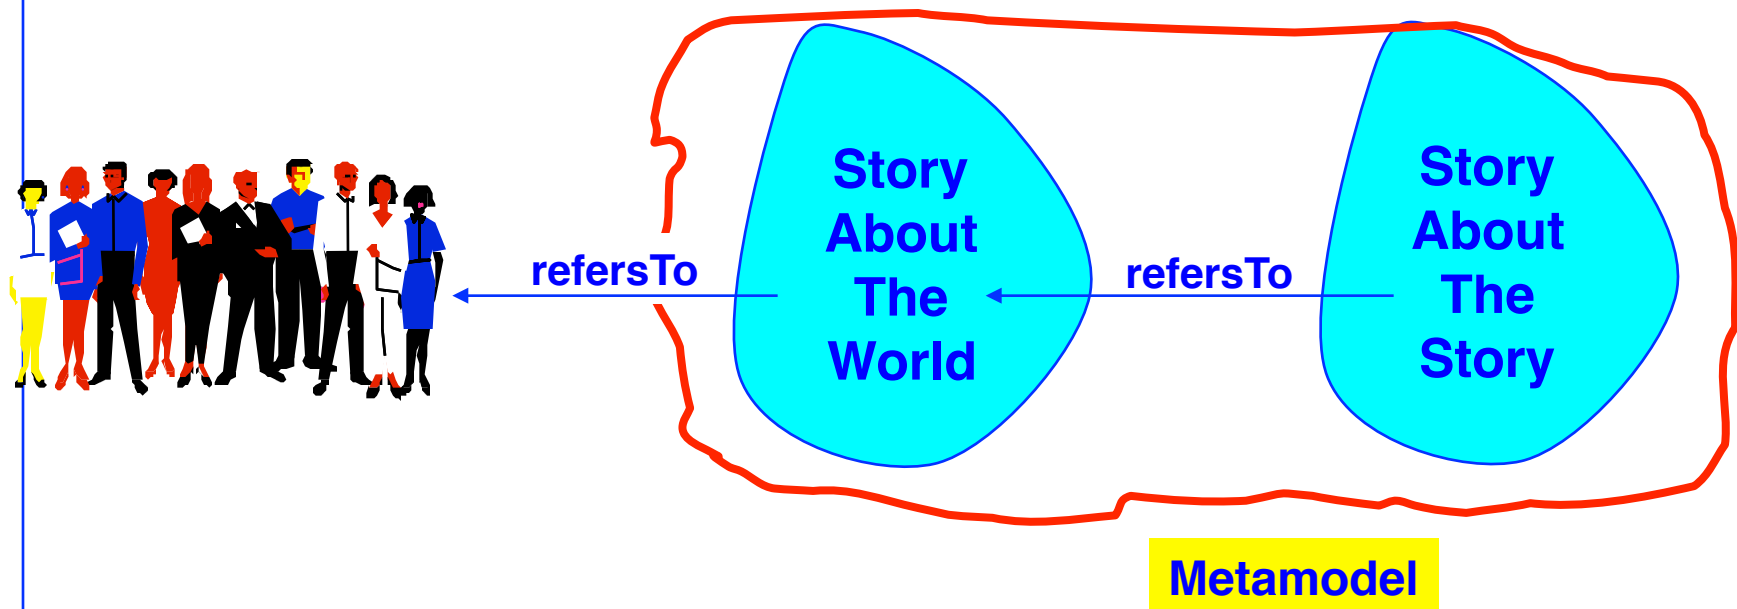 refersTo
Story
About
The
World
refersTo
Story
About
The
Story
Metamodel